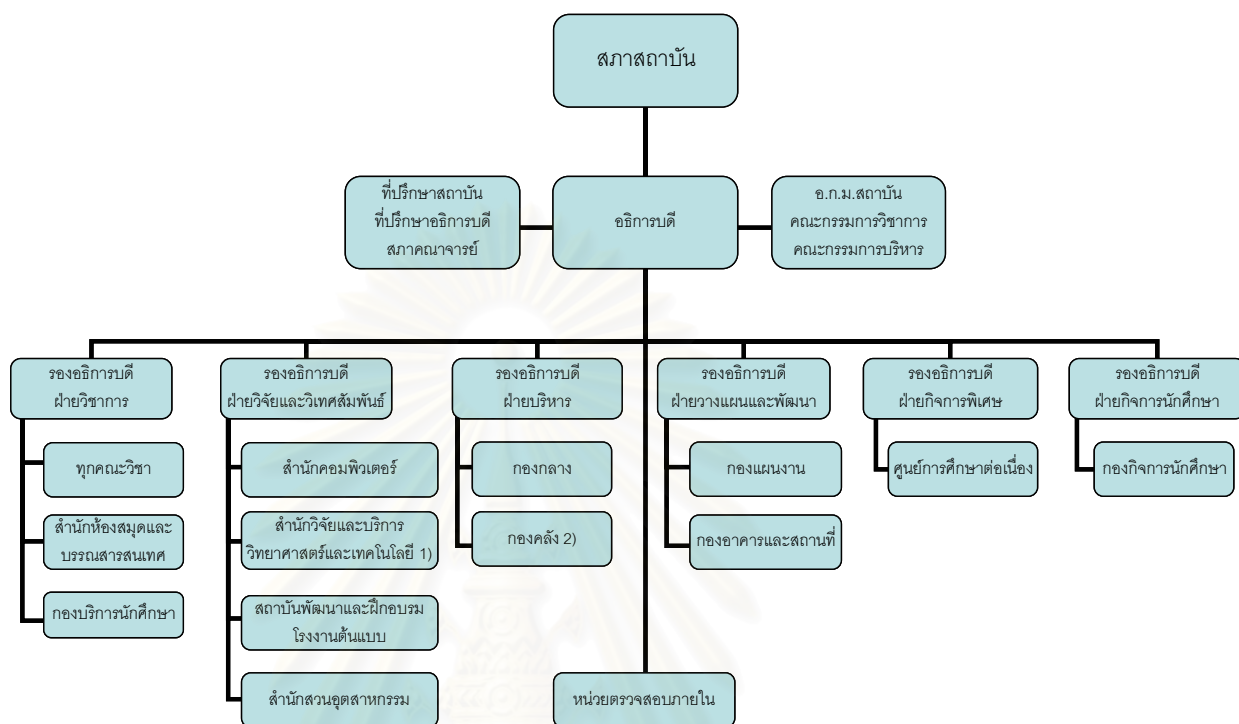 สภาสถาบัน
ที่ปรึกษาสถาบัน
ที่ปรึกษาอธิการบดี
สภาคณาจารย์
อธิการบดี
อ.ก.ม.สถาบัน
คณะกรรมการวิชาการ
คณะกรรมการบริหาร
รองอธิการบดี
ฝ่ายวิชาการ
รองอธิการบดี
ฝ่ายวิจัยและวิเทศสัมพันธ์
รองอธิการบดี
ฝ่ายบริหาร
รองอธิการบดี
ฝ่ายวางแผนและพัฒนา
รองอธิการบดี
ฝ่ายกิจการพิเศษ
รองอธิการบดี
ฝ่ายกิจการนักศึกษา
ทุกคณะวิชา
สำนักคอมพิวเตอร์
กองกลาง
กองแผนงาน
ศูนย์การศึกษาต่อเนื่อง
กองกิจการนักศึกษา
สำนักห้องสมุดและ
บรรณสารสนเทศ
สำนักวิจัยและบริการ
วิทยาศาสตร์และเทคโนโลยี 1)
กองคลัง 2)
กองอาคารและสถานที่
กองบริการนักศึกษา
สถาบันพัฒนาและฝึกอบรม
โรงงานต้นแบบ
สำนักสวนอุตสาหกรรม
หน่วยตรวจสอบภายใน